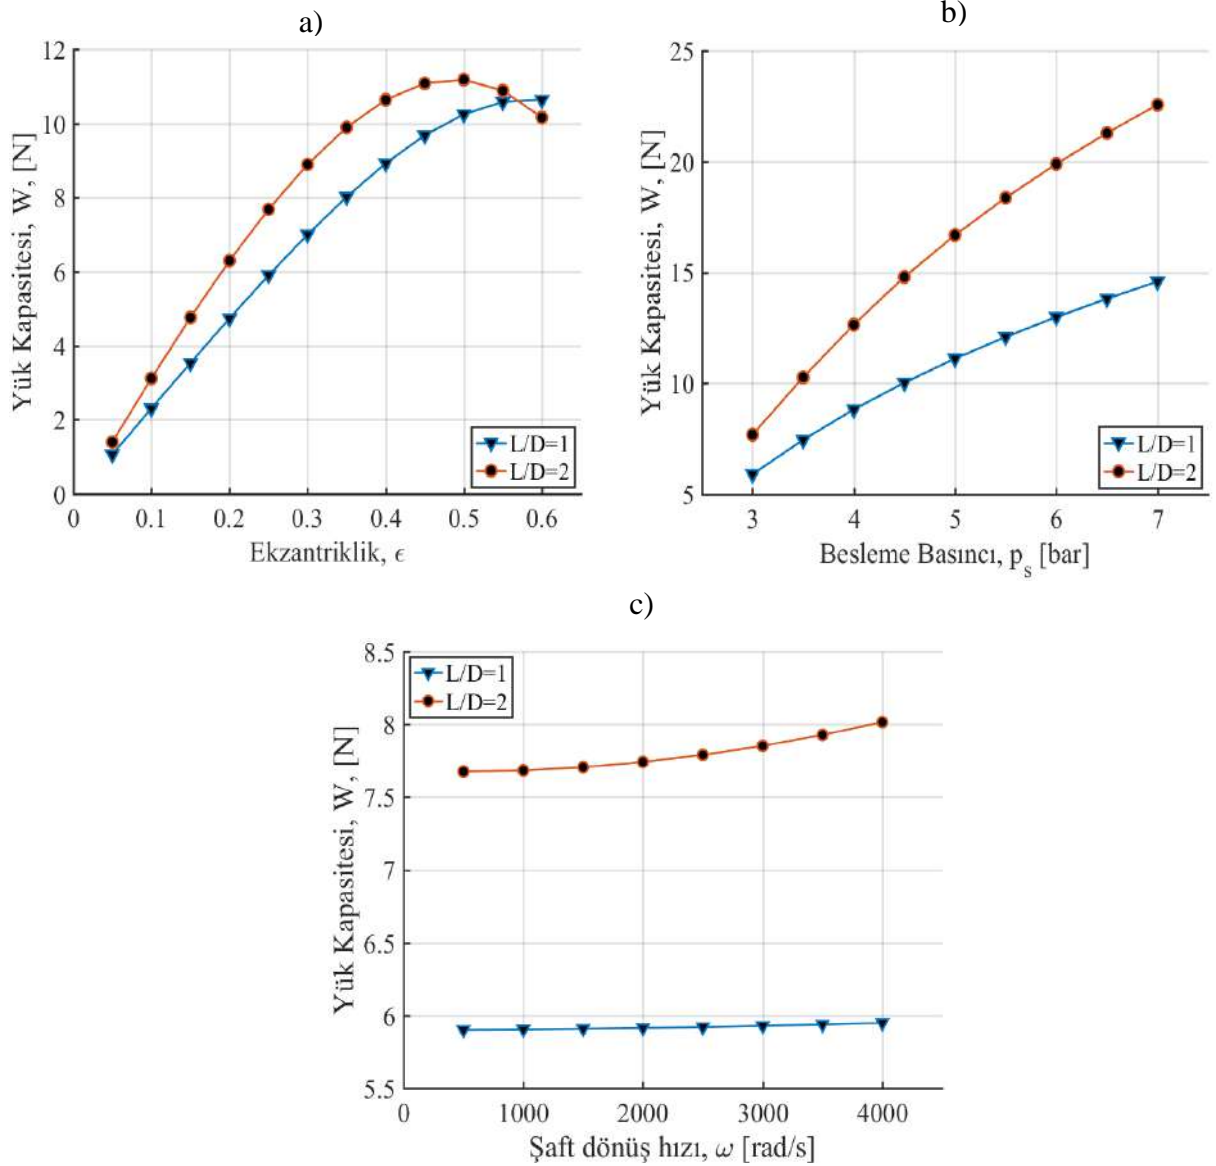 a)
12
10
8
6
4
2
0
Yük Kapasitesi, W, [N]
L/D=1
L/D=2
0 0.1 0.2 0.3 0.4 0.5 0.6
Ekzantriklik, ϵ
b)
25
20
15
10
5
Yük Kapasitesi, W, [N]
L/D=1
L/D=2
3 4 5 6 7
Besleme Basıncı, p_s [bar]
c)
8.5
8
7.5
7
6.5
6
5.5
Yük Kapasitesi, W, [N]
L/D=1
L/D=2
0 1000 2000 3000 4000
Şaft dönüş hızı, ω [rad/s]